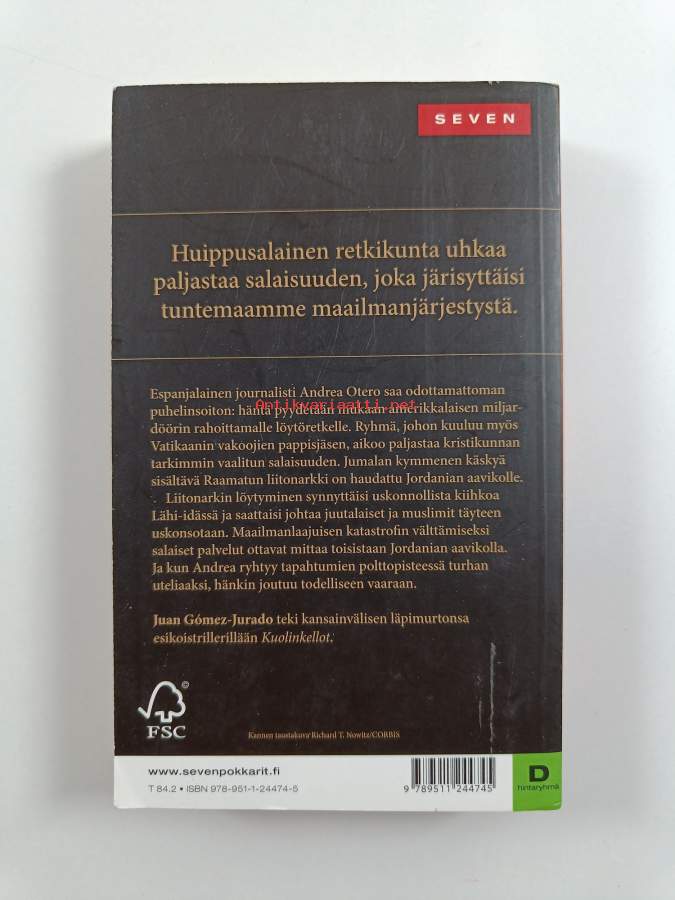 SEVEN
Huippusalainen retkikunta uhkaa
paljastaa salaisuuden, joka järisyttäisi
tuntemaamme maailmanjärjestystä.
Espanjalainen journalisti Andrea Otero saa odottamattoman
puhelinsoiton: häntä pyydetään mukaan amerikkalaisen miljar-
döörin rahoittamalle löytöretkelle. Ryhmä, johon kuuluu myös
Antikvariaatti.net
Vatikaanin vakoojien pappisjäsen, aikoo paljastaa kristikunnan
tarkimmin vaalitun salaisuuden. Jumalan kymmenen käskyä
sisältävä Raamatun liitonarkki on haudattu Jordanian aavikolle.
Liitonarkin löytyminen synnyttäisi uskonnollista kiihkoa
Lähi-idässä ja saattaisi johtaa juutalaiset ja muslimit täyteen
uskonsotaan. Maailmanlaajuisen katastrofin välttämiseksi
salaiset palvelut ottavat mittaa toisistaan Jordanian aavikolla.
Ja kun Andrea ryhtyy tapahtumien polttopisteessä turhan
uteliaaksi, hänkin joutuu todelliseen vaaraan.
Juan Gómez-Jurado teki kansainvälisen läpimurtonsa
esikoistrillerillään Kuolinkellot.
FSC
Kannen taustakuva Richard T. Nowitz/CORBIS
www.sevenpokkarit.fi
T 84.2 • ISBN 978-951-1-24474-5
9 789511 244745
D
hintaryhmä